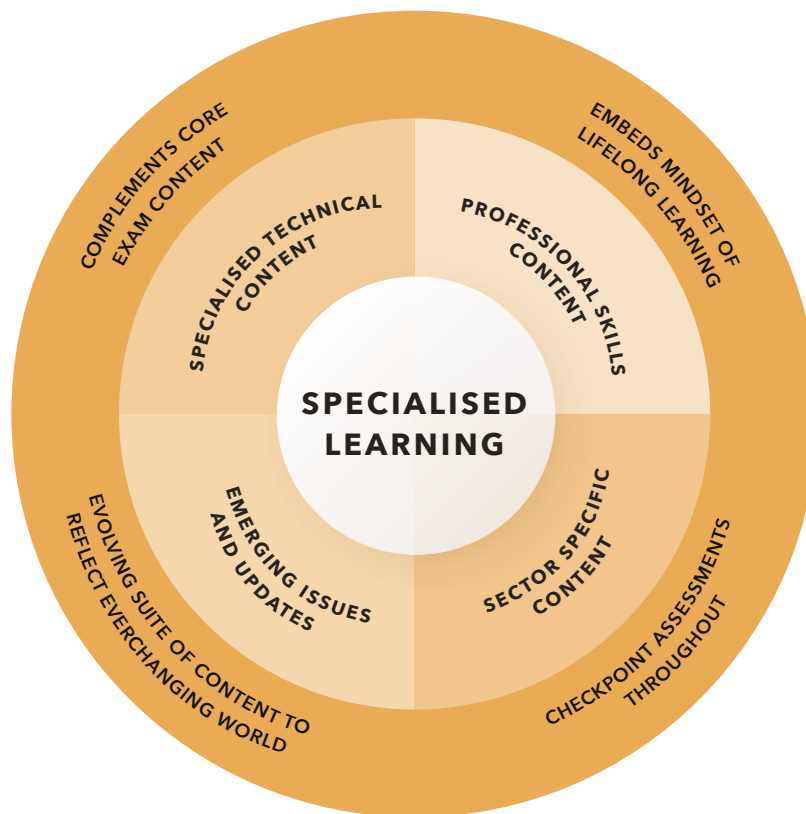 COMPLEMENTS CORE
EXAM CONTENT
EMBEDS MINDSET OF
LIFELONG LEARNING
SPECIALISED TECHNICAL
CONTENT
PROFESSIONAL SKILLS
CONTENT
SPECIALISED
LEARNING
EMERGING ISSUES
AND UPDATES
SECTOR SPECIFIC
CONTENT
EVOLVING SUITE OF CONTENT TO
REFLECT EVERCHANGING WORLD
CHECKPOINT ASSESSMENTS
THROUGHOUT